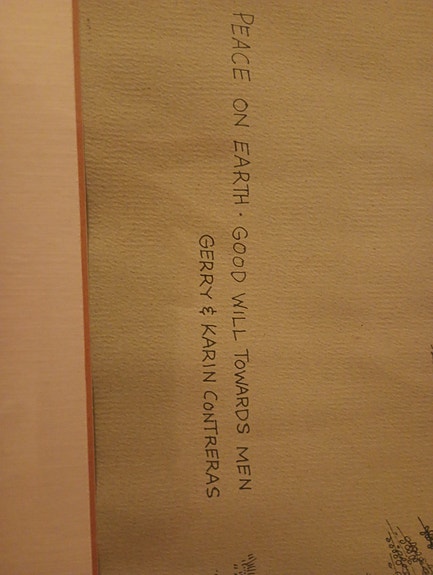 PEACE ON EARTH · GOOD WILL TOWARDS MEN
GERRY & KARIN CONTRERAS